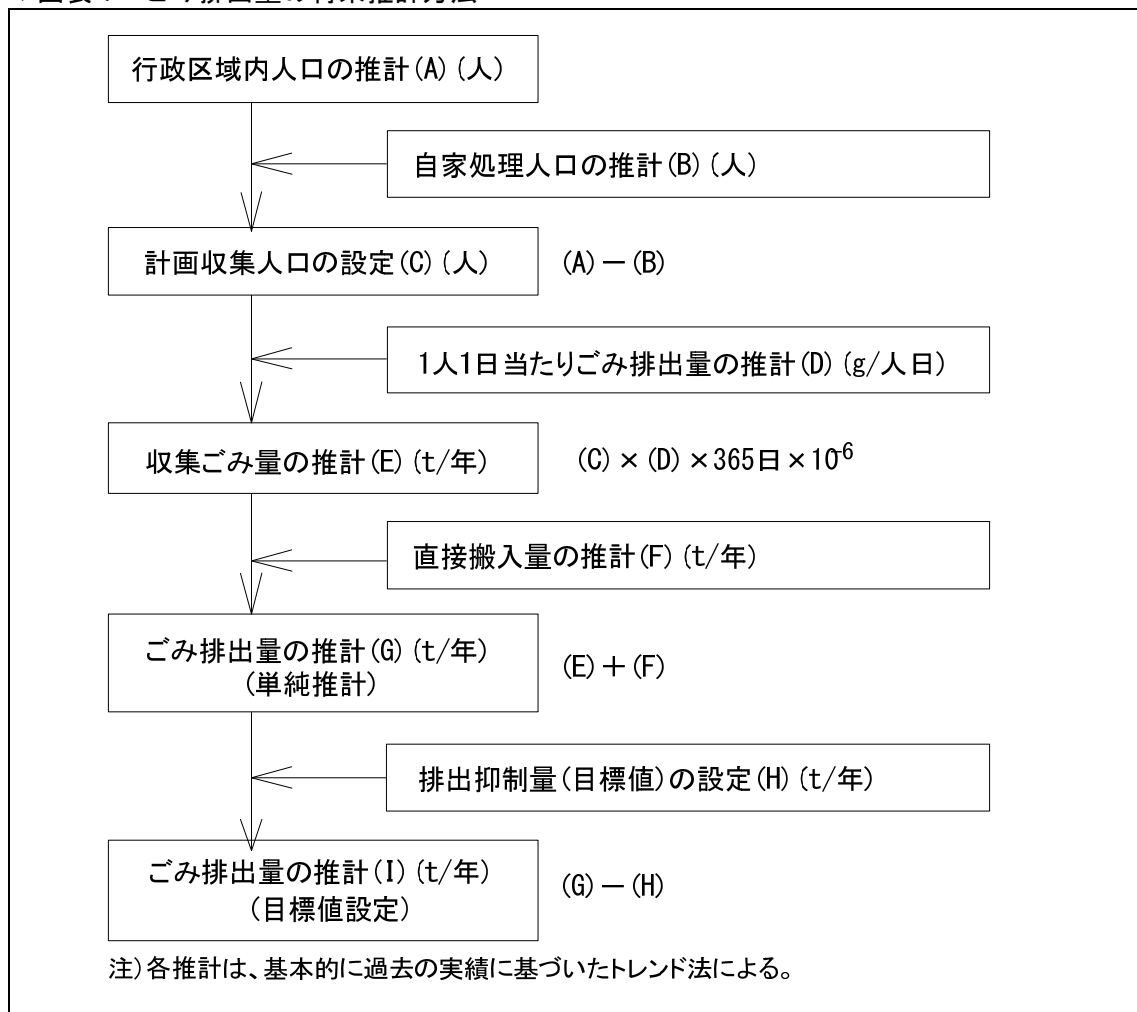 行政区域内人口の推計(A)(人)
自家処理人口の推計(B)(人)
計画収集人口の設定(C)(人) (A)－(B)
1人1日当たりごみ排出量の推計(D)(g/人日)
収集ごみ量の推計(E)(t/年) (C)×(D)×365日×10⁻⁶
直接搬入量の推計(F)(t/年)
ごみ排出量の推計(G)(t/年)
(単純推計)
(E)＋(F)
排出抑制量(目標値)の設定(H)(t/年)
ごみ排出量の推計(I)(t/年)
(目標値設定)
(G)－(H)
注)各推計は、基本的に過去の実績に基づいたトレンド法による。